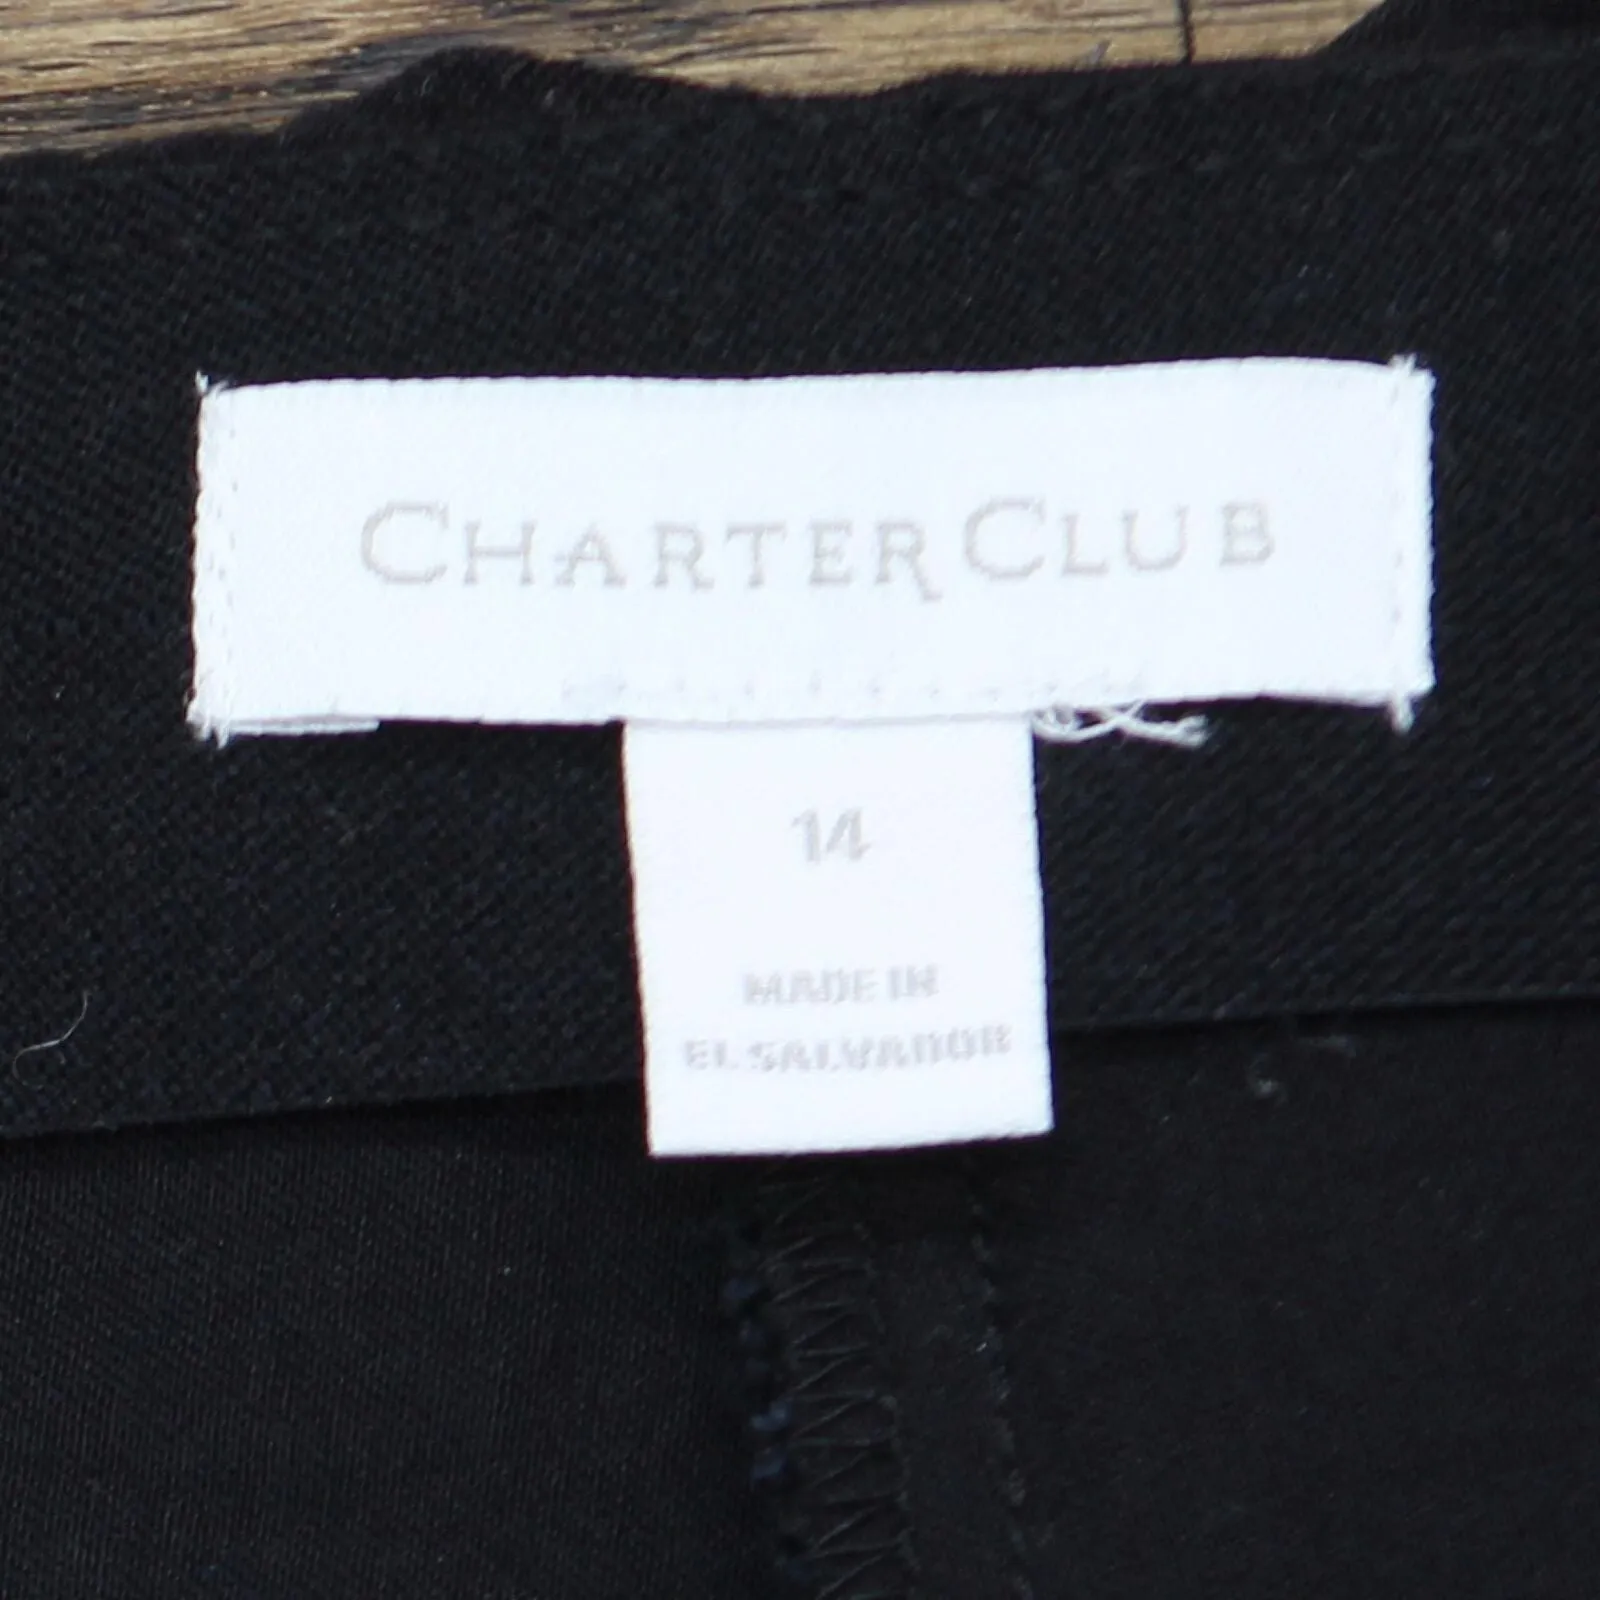 CHARTER CLUB
14
MADE IN
EL SALVADOR